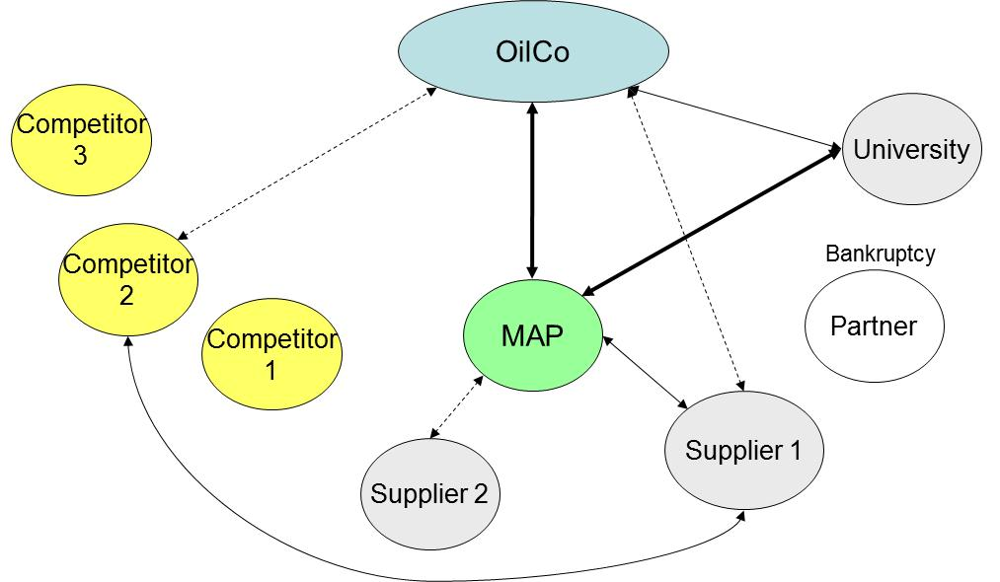 OilCo
Competitor
3
University
Bankruptcy
Competitor
2
Partner
MAP
Competitor
1
Supplier 1
Supplier 2